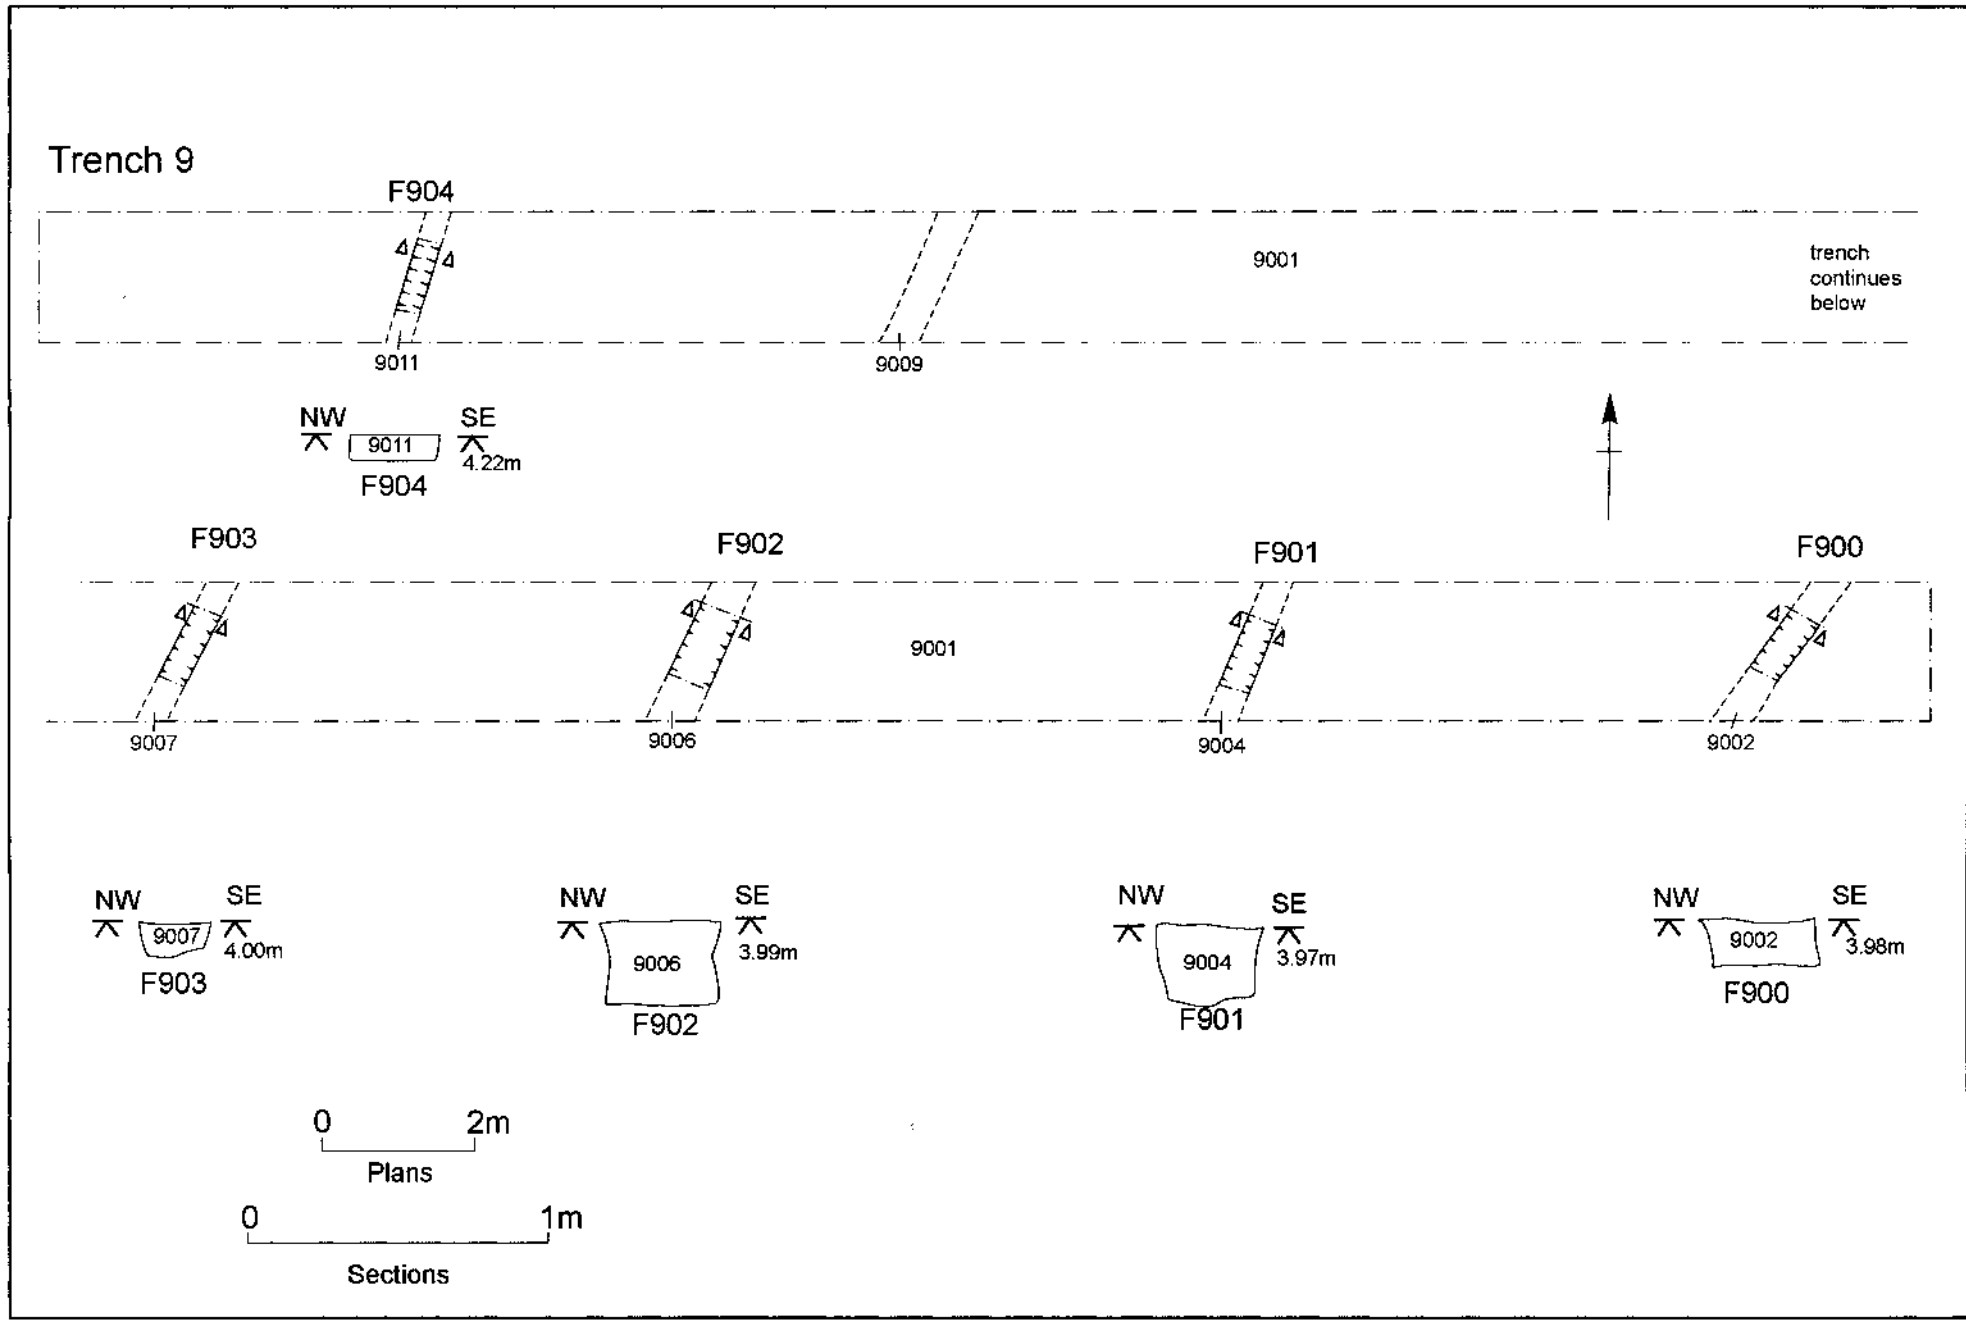 Trench 9
F904
9001
trench
continues
below
9011
9009
NW
SE
9011
4.22m
F904
F903
F902
F901
F900
9001
9007
9006
9004
9002
NW
SE
9007
4.00m
F903
NW
SE
9006
3.99m
F902
NW
SE
9004
3.97m
F901
NW
SE
9002
3.98m
F900
0 2m
Plans
0 1m
Sections